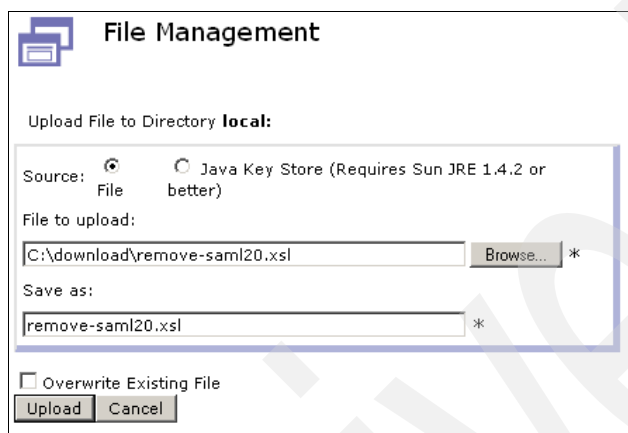 File Management
Upload File to Directory local:
Source: File Java Key Store (Requires Sun JRE 1.4.2 or better)
File to upload:
C:\download\remove-saml20.xsl Browse... *
Save as:
remove-saml20.xsl *
Overwrite Existing File
Upload Cancel